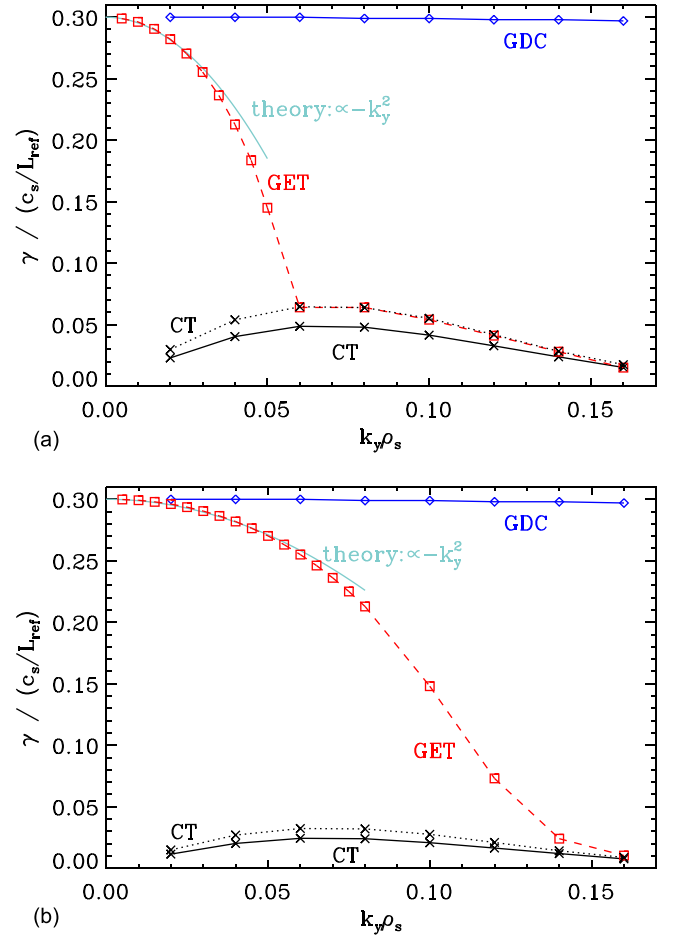 0.30
0.25
0.20
0.15
0.10
0.05
0.00
γ / (c_s/L_ref)
GDC
theory:∝−k_y^2
GET
CT
CT
0.00 0.05 0.10 0.15
k_yρ_s
(a)
0.30
0.25
0.20
0.15
0.10
0.05
0.00
γ / (c_s/L_ref)
GDC
theory:∝−k_y^2
GET
CT
CT
0.00 0.05 0.10 0.15
k_yρ_s
(b)